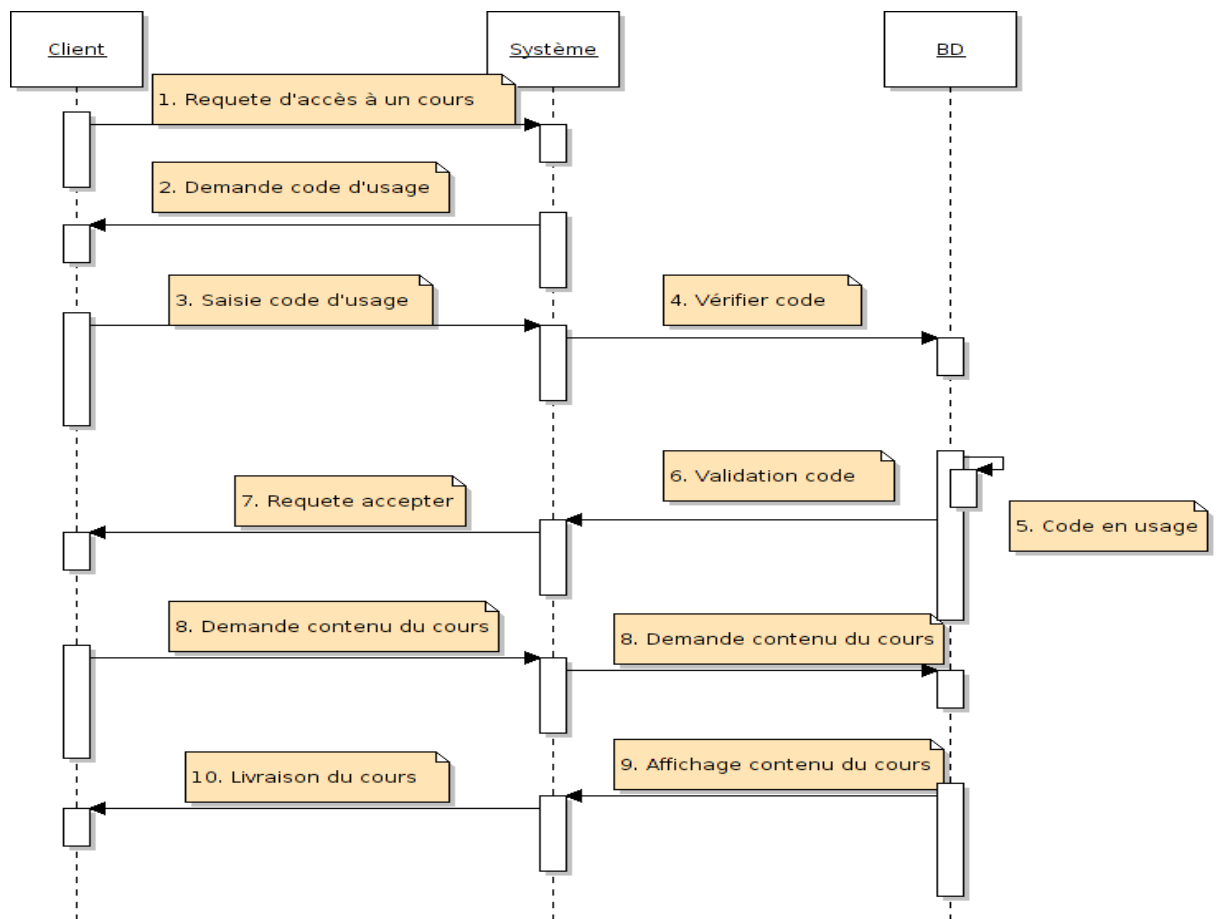 Client
Système
BD
1. Requete d'accès à un cours
2. Demande code d'usage
3. Saisie code d'usage
4. Vérifier code
6. Validation code
7. Requete accepter
5. Code en usage
8. Demande contenu du cours
8. Demande contenu du cours
9. Affichage contenu du cours
10. Livraison du cours